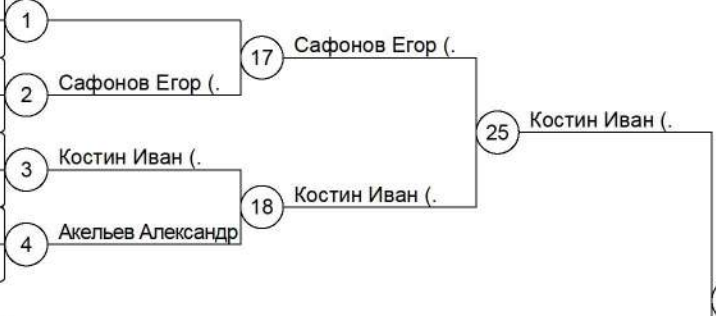 1
17
Сафонов Егор (.
2
Сафонов Егор (.
25
Костин Иван (.
3
Костин Иван (.
18
Костин Иван (.
4
Акельев Александр